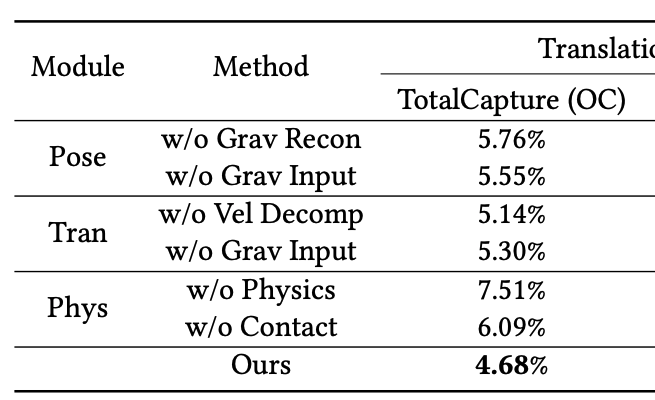 Module Method Translatio
TotalCapture (OC)
Pose
w/o Grav Recon 5.76%
w/o Grav Input 5.55%
Tran
w/o Vel Decomp 5.14%
w/o Grav Input 5.30%
Phys
w/o Physics 7.51%
w/o Contact 6.09%
Ours 4.68%